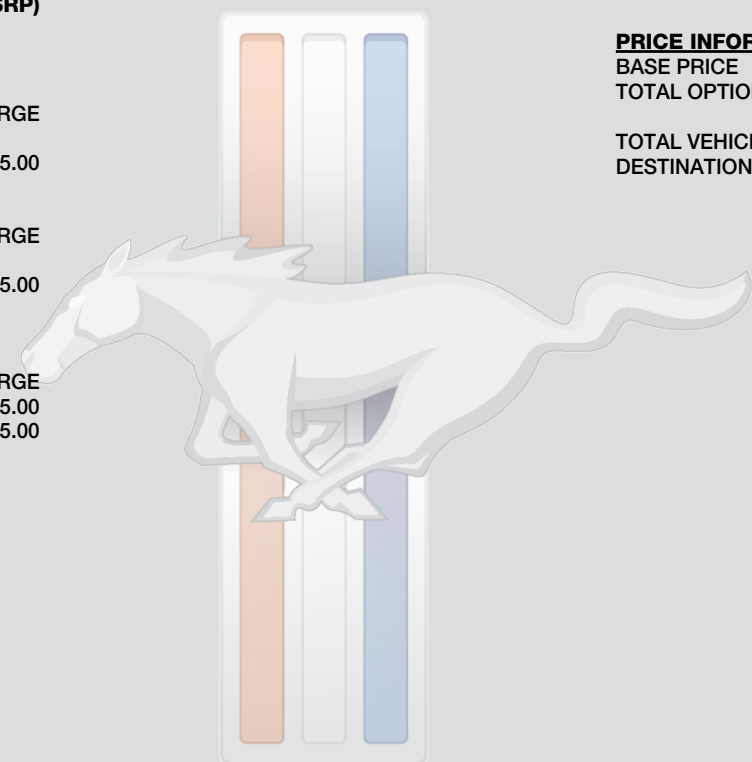 SRP)
RGE
5.00
RGE
5.00
RGE
5.00
5.00
PRICE INFOR
BASE PRICE
TOTAL OPTION
TOTAL VEHICL
DESTINATION